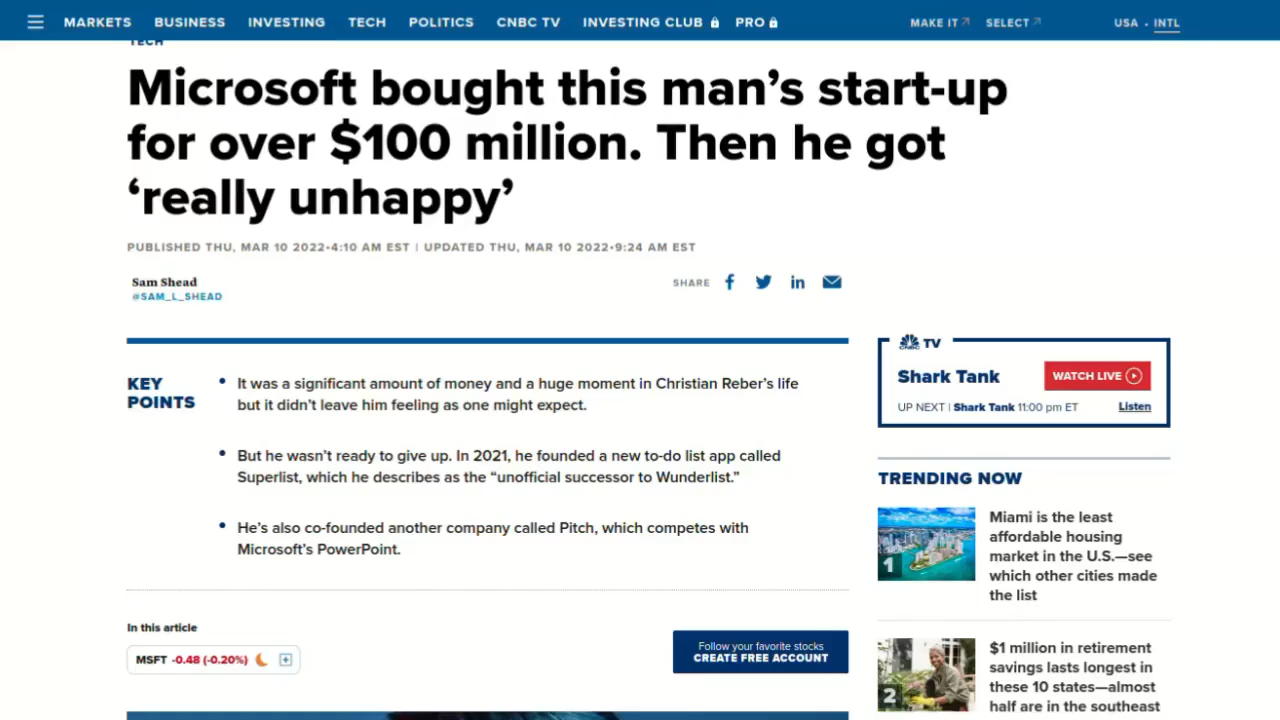 MARKETS BUSINESS INVESTING TECH POLITICS CNBC TV INVESTING CLUB PRO MAKE IT SELECT USA • INTL
TECH
Microsoft bought this man’s start-up
for over $100 million. Then he got
‘really unhappy’
PUBLISHED THU, MAR 10 2022•4:10 AM EST | UPDATED THU, MAR 10 2022•9:24 AM EST
Sam Shead
@SAM_L_SHEAD
SHARE
KEY
POINTS
• It was a significant amount of money and a huge moment in Christian Reber’s life
but it didn’t leave him feeling as one might expect.
• But he wasn’t ready to give up. In 2021, he founded a new to-do list app called
Superlist, which he describes as the “unofficial successor to Wunderlist.”
• He’s also co-founded another company called Pitch, which competes with
Microsoft’s PowerPoint.
In this article
MSFT -0.48 (-0.20%)
Follow your favorite stocks
CREATE FREE ACCOUNT
CNBC TV
Shark Tank
WATCH LIVE
UP NEXT | Shark Tank 11:00 pm ET
Listen
TRENDING NOW
1
Miami is the least
affordable housing
market in the U.S.—see
which other cities made
the list
2
$1 million in retirement
savings lasts longest in
these 10 states—almost
half are in the southeast